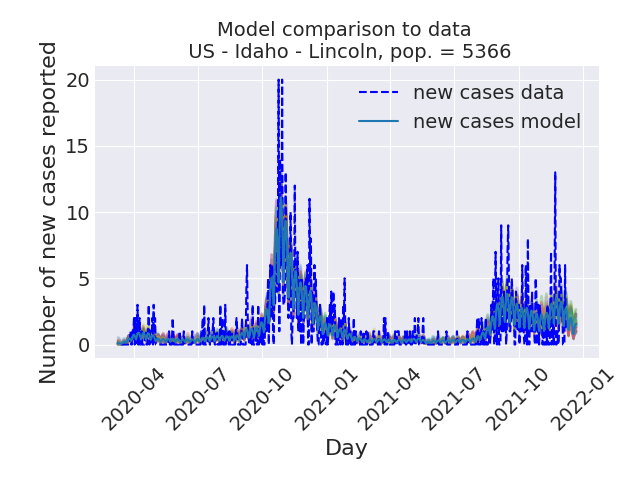 Model comparison to data
US - Idaho - Lincoln, pop. = 5366
Number of new cases reported
20
15
10
5
0
new cases data
new cases model
2020-04
2020-07
2020-10
2021-01
2021-04
2021-07
2021-10
2022-01
Day